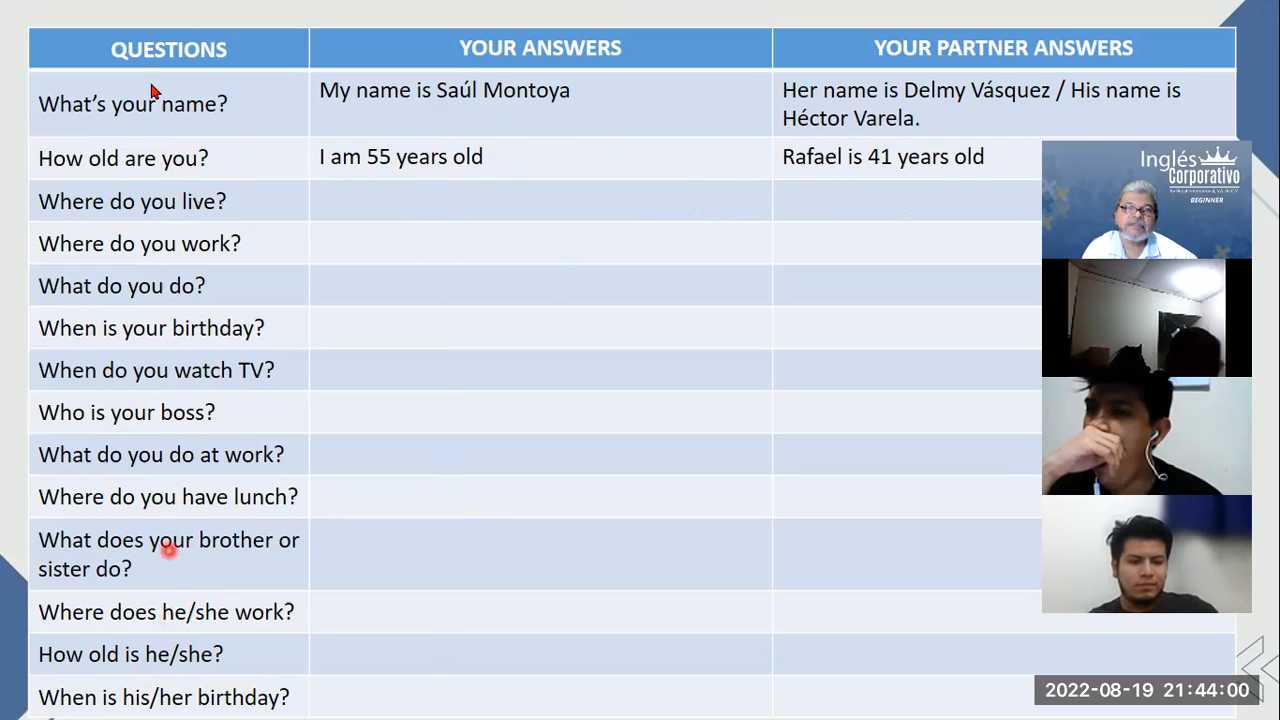 QUESTIONS
YOUR ANSWERS
YOUR PARTNER ANSWERS
What's your name?
My name is Saúl Montoya
Her name is Delmy Vásquez / His name is
Héctor Varela.
How old are you?
I am 55 years old
Rafael is 41 years old
Where do you live?
Where do you work?
What do you do?
When is your birthday?
When do you watch TV?
Who is your boss?
What do you do at work?
Where do you have lunch?
What does your brother or
sister do?
Where does he/she work?
How old is he/she?
When is his/her birthday?
Inglés
Corporativo
BEGINNER
2022-08-19 21:44:00